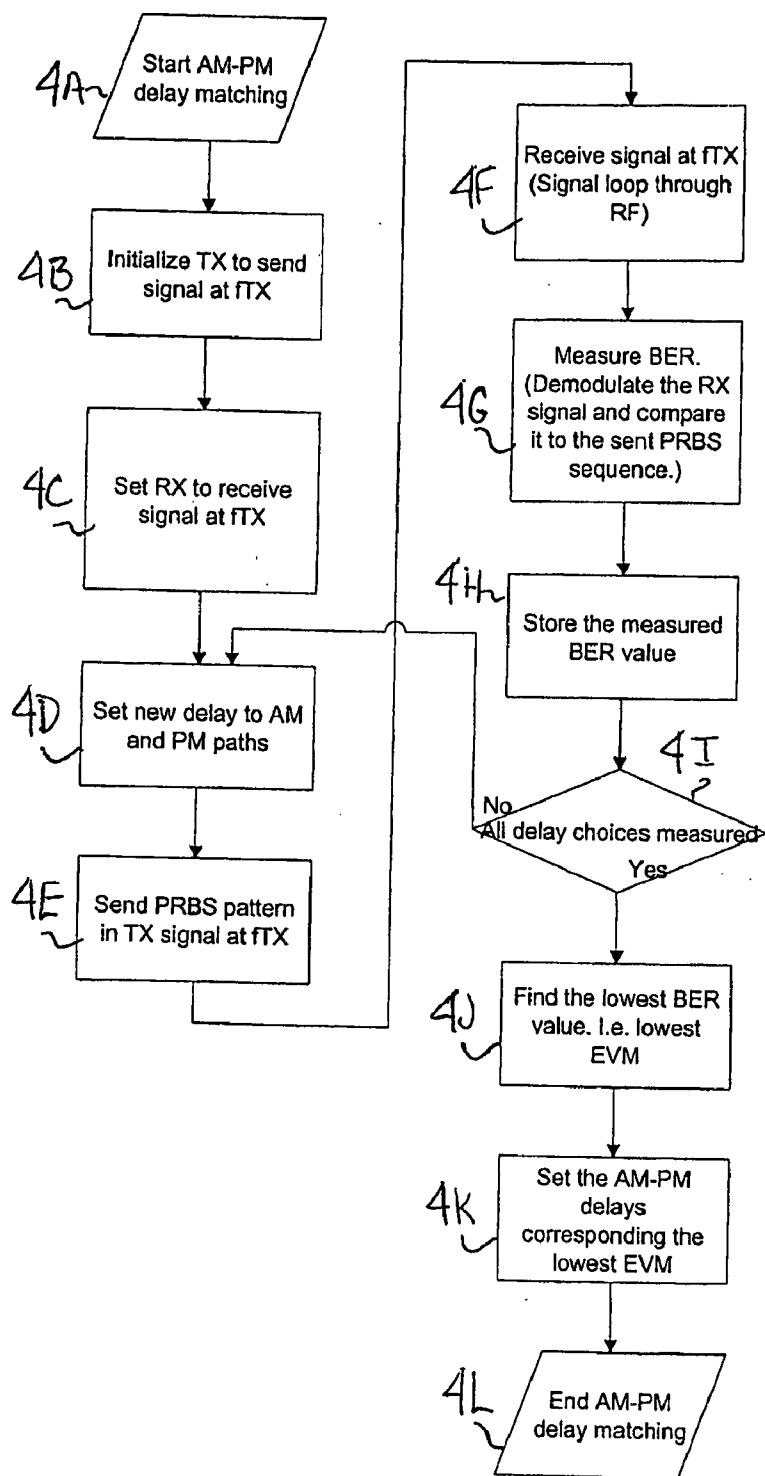 4A
Start AM-PM
delay matching
4B
Initialize TX to send
signal at fTX
4C
Set RX to receive
signal at fTX
4D
Set new delay to AM
and PM paths
4E
Send PRBS pattern
in TX signal at fTX
4F
Receive signal at fTX
(Signal loop through
RF)
4G
Measure BER.
(Demodulate the RX
signal and compare
it to the sent PRBS
sequence.)
4H
Store the measured
BER value
4I
No
All delay choices measured
Yes
4J
Find the lowest BER
value. I.e. lowest
EVM
4K
Set the AM-PM
delays
corresponding the
lowest EVM
4L
End AM-PM
delay matching